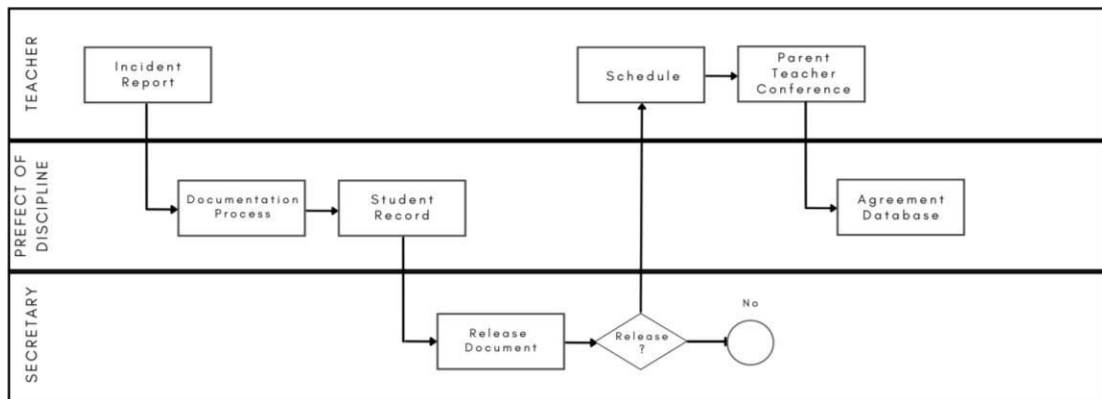 TEACHER
Incident
Report
Schedule
Parent
Teacher
Conference
PREFECT OF
DISCIPLINE
Documentation
Process
Student
Record
Agreement
Database
SECRETARY
Release
Document
Release
?
No